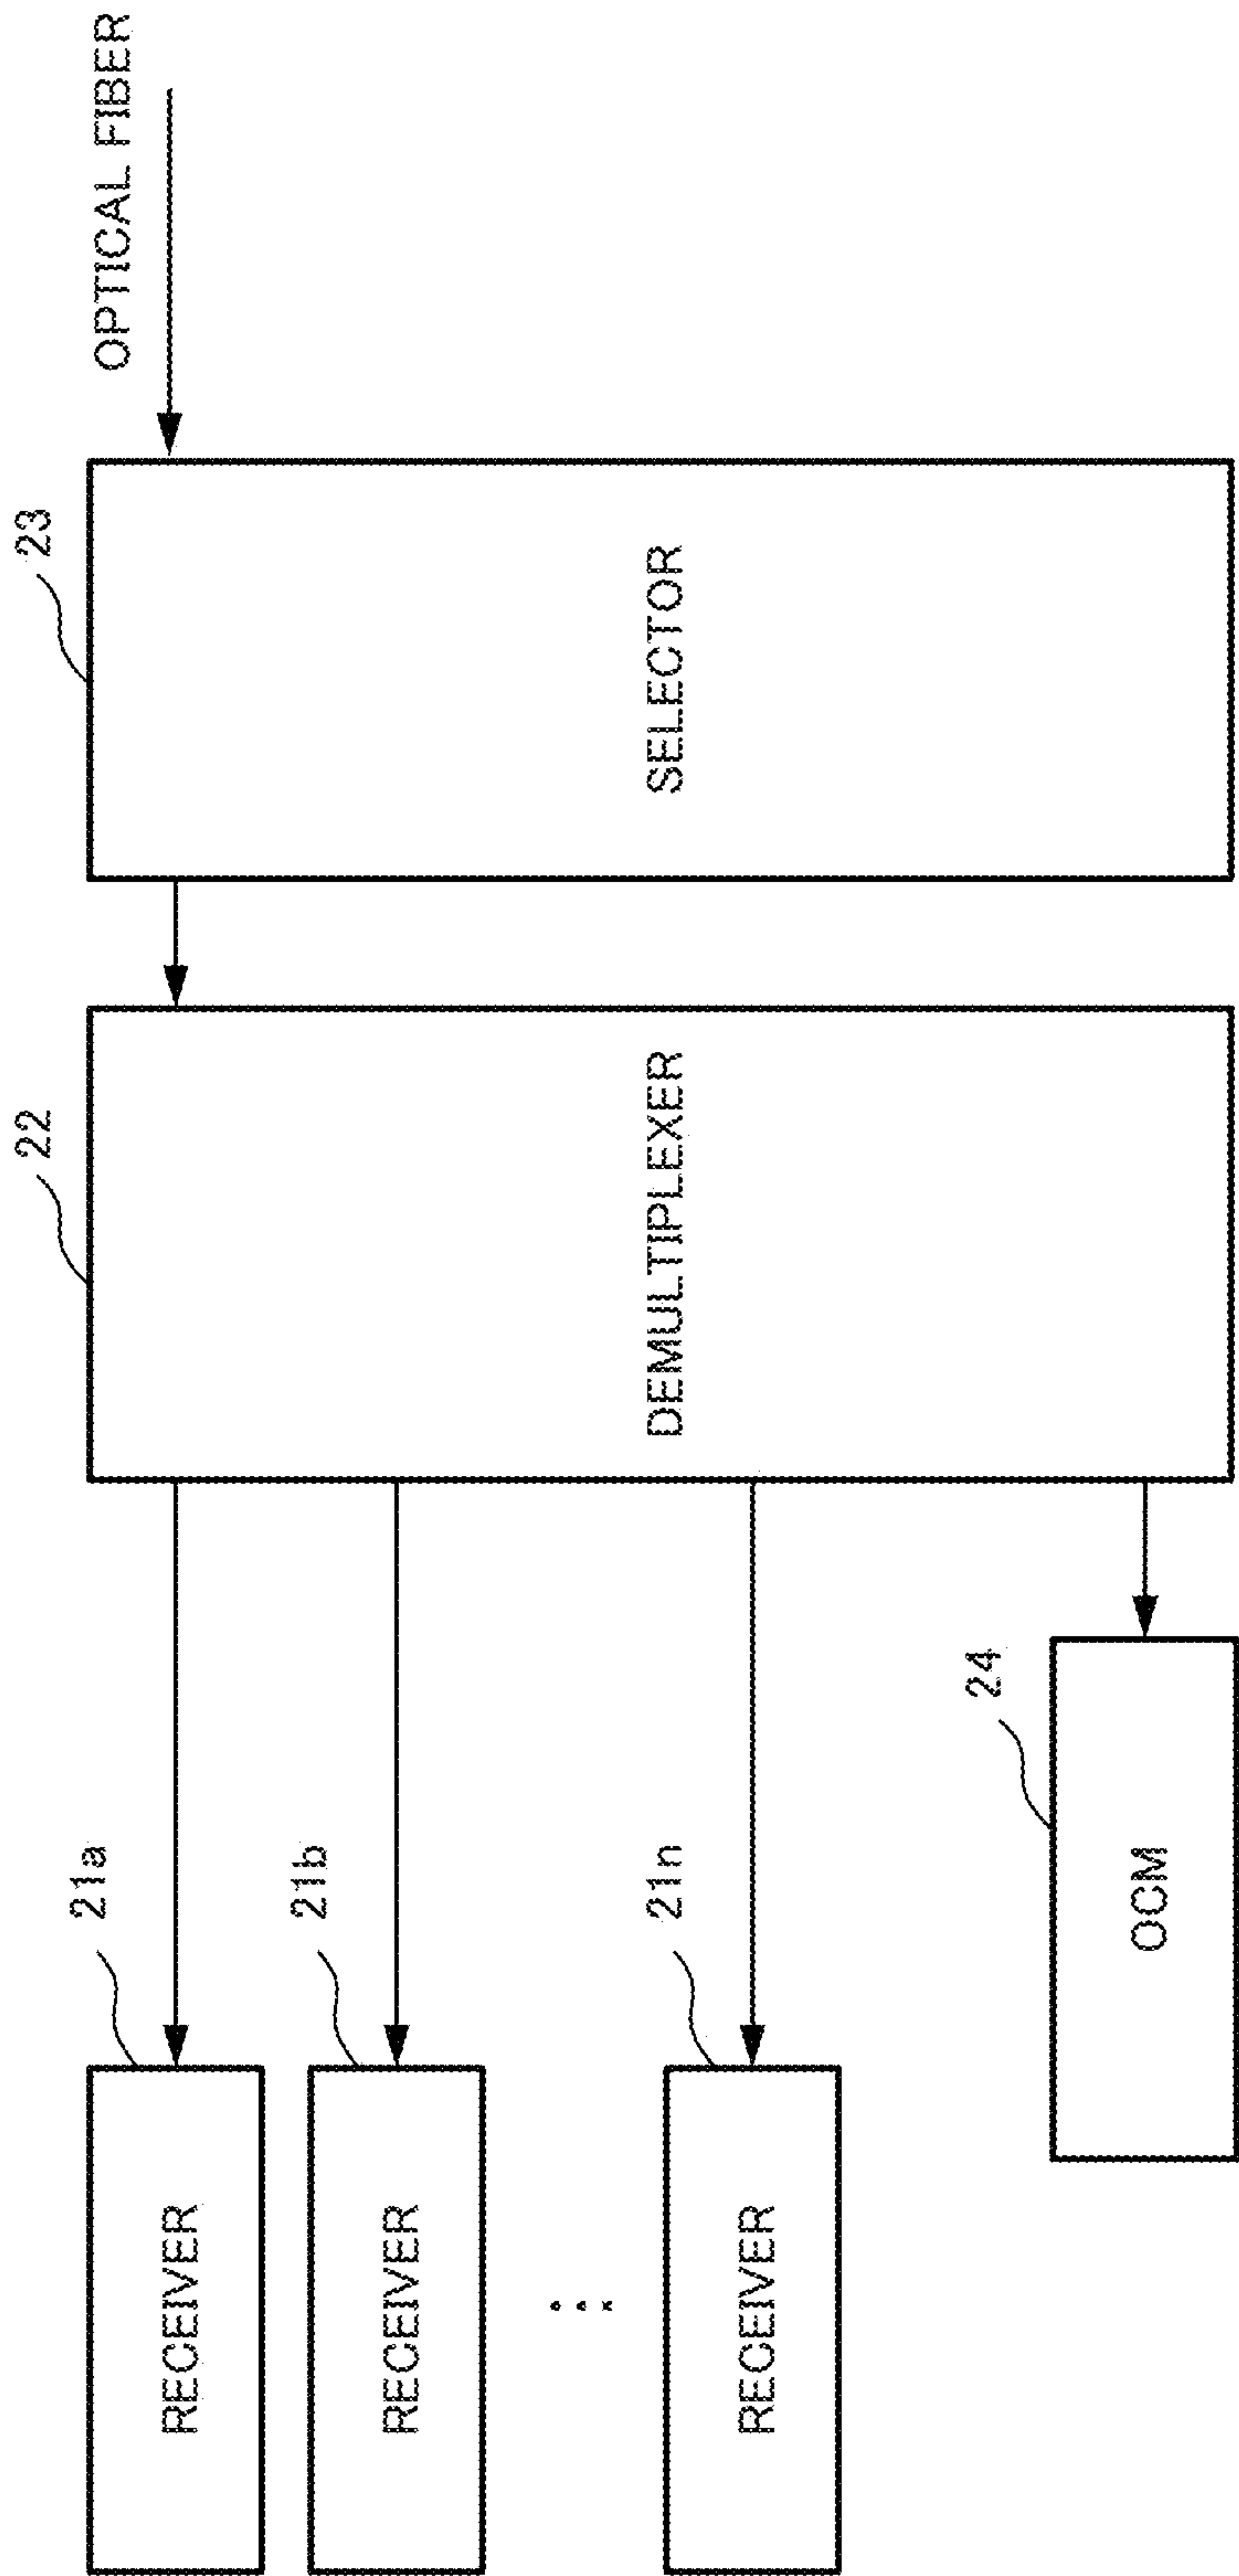 22
23
21a
OPTICAL FIBER
RECEIVER
21b
RECEIVER
21n
DEMULTIPLEXER
SELECTOR
RECEIVER
24
OCM